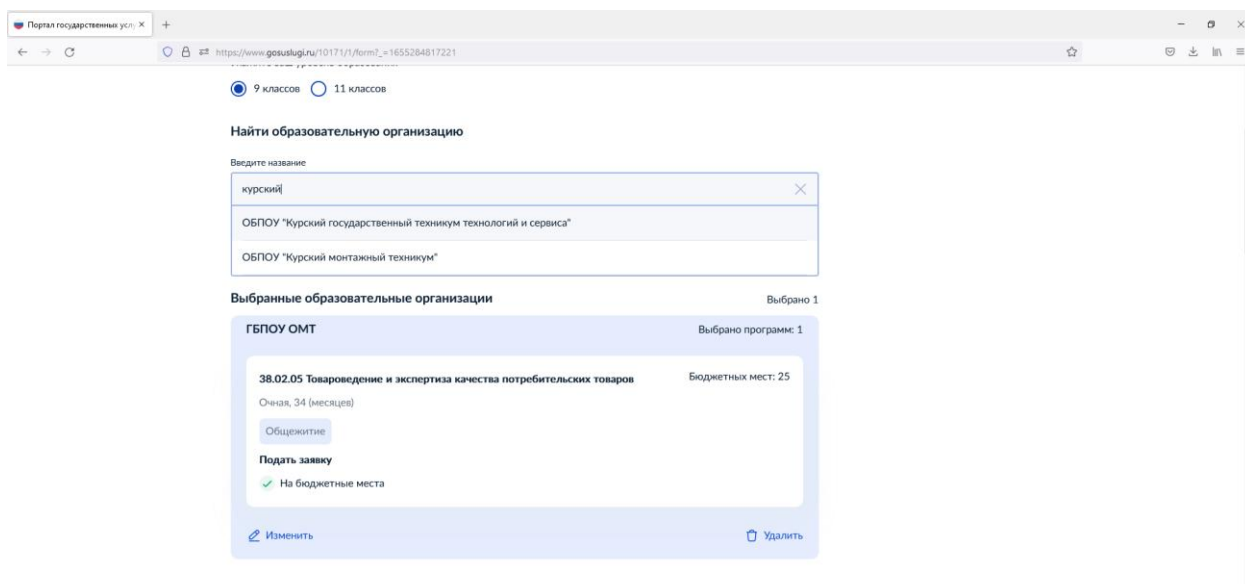 Портал государственных услу
https://www.gosuslugi.ru/10171/1/form?_=1655284817221
9 классов 11 классов
Найти образовательную организацию
Введите название
курский
ОБПОУ "Курский государственный техникум технологий и сервиса"
ОБПОУ "Курский монтажный техникум"
Выбранные образовательные организации Выбрано 1
ГБПОУ ОМТ Выбрано программ: 1
38.02.05 Товароведение и экспертиза качества потребительских товаров Бюджетных мест: 25
Очная, 34 (месяцев)
Общежитие
Подать заявку
На бюджетные места
Изменить Удалить